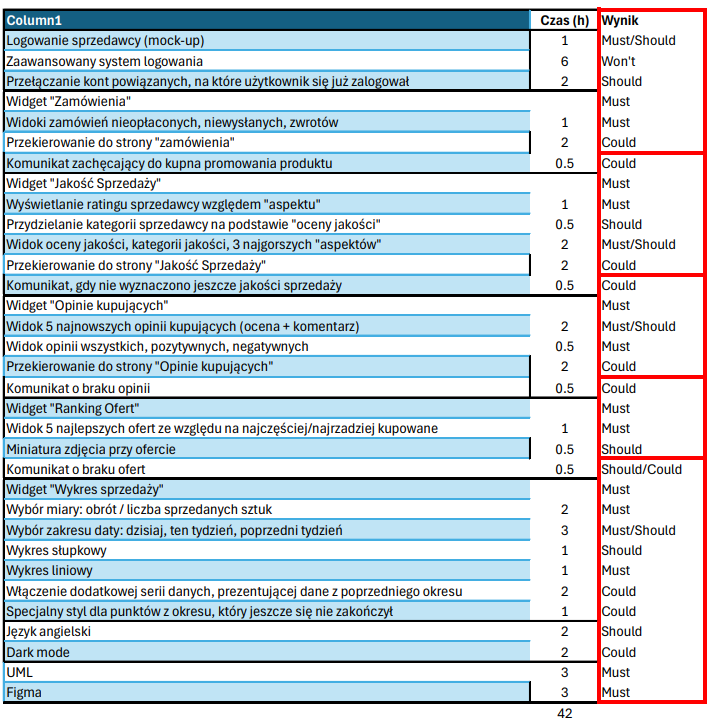 Column1 Czas (h) Wynik
Logowanie sprzedawcy (mock-up) 1 Must/Should
Zaawansowany system logowania 6 Won't
Przełączanie kont powiązanych, na które użytkownik się już zalogował 2 Should
Widget "Zamówienia" Must
Widoki zamówień nieopłaconych, niewysłanych, zwrotów 1 Must
Przekierowanie do strony "zamówienia" 2 Could
Komunikat zachęcający do kupna promowania produktu 0.5 Could
Widget "Jakość Sprzedaży" Must
Wyświetlanie ratingu sprzedawcy względem "aspektu" 1 Must
Przydzielanie kategorii sprzedawcy na podstawie "oceny jakości" 0.5 Should
Widok oceny jakości, kategorii jakości, 3 najgorszych "aspektów" 2 Must/Should
Przekierowanie do strony "Jakość Sprzedaży" 2 Could
Komunikat, gdy nie wyznaczono jeszcze jakości sprzedaży 0.5 Could
Widget "Opinie kupujących" Must
Widok 5 najnowszych opinii kupujących (ocena + komentarz) 2 Must/Should
Widok opinii wszystkich, pozytywnych, negatywnych 0.5 Must
Przekierowanie do strony "Opinie kupujących" 2 Could
Komunikat o braku opinii 0.5 Could
Widget "Ranking Ofert" Must
Widok 5 najlepszych ofert ze względu na najczęściej/najrzadziej kupowane 1 Must
Miniatura zdjęcia przy ofercie 0.5 Should
Komunikat o braku ofert 0.5 Should/Could
Widget "Wykres sprzedaży" Must
Wybór miary: obrót / liczba sprzedanych sztuk 2 Must
Wybór zakresu daty: dzisiaj, ten tydzień, poprzedni tydzień 3 Must/Should
Wykres słupkowy 1 Should
Wykres liniowy 1 Must
Włączenie dodatkowej serii danych, prezentującej dane z poprzedniego okresu 2 Could
Specjalny styl dla punktów z okresu, który jeszcze się nie zakończył 1 Could
Język angielski 2 Should
Dark mode 2 Could
UML 3 Must
Figma 3 Must
42